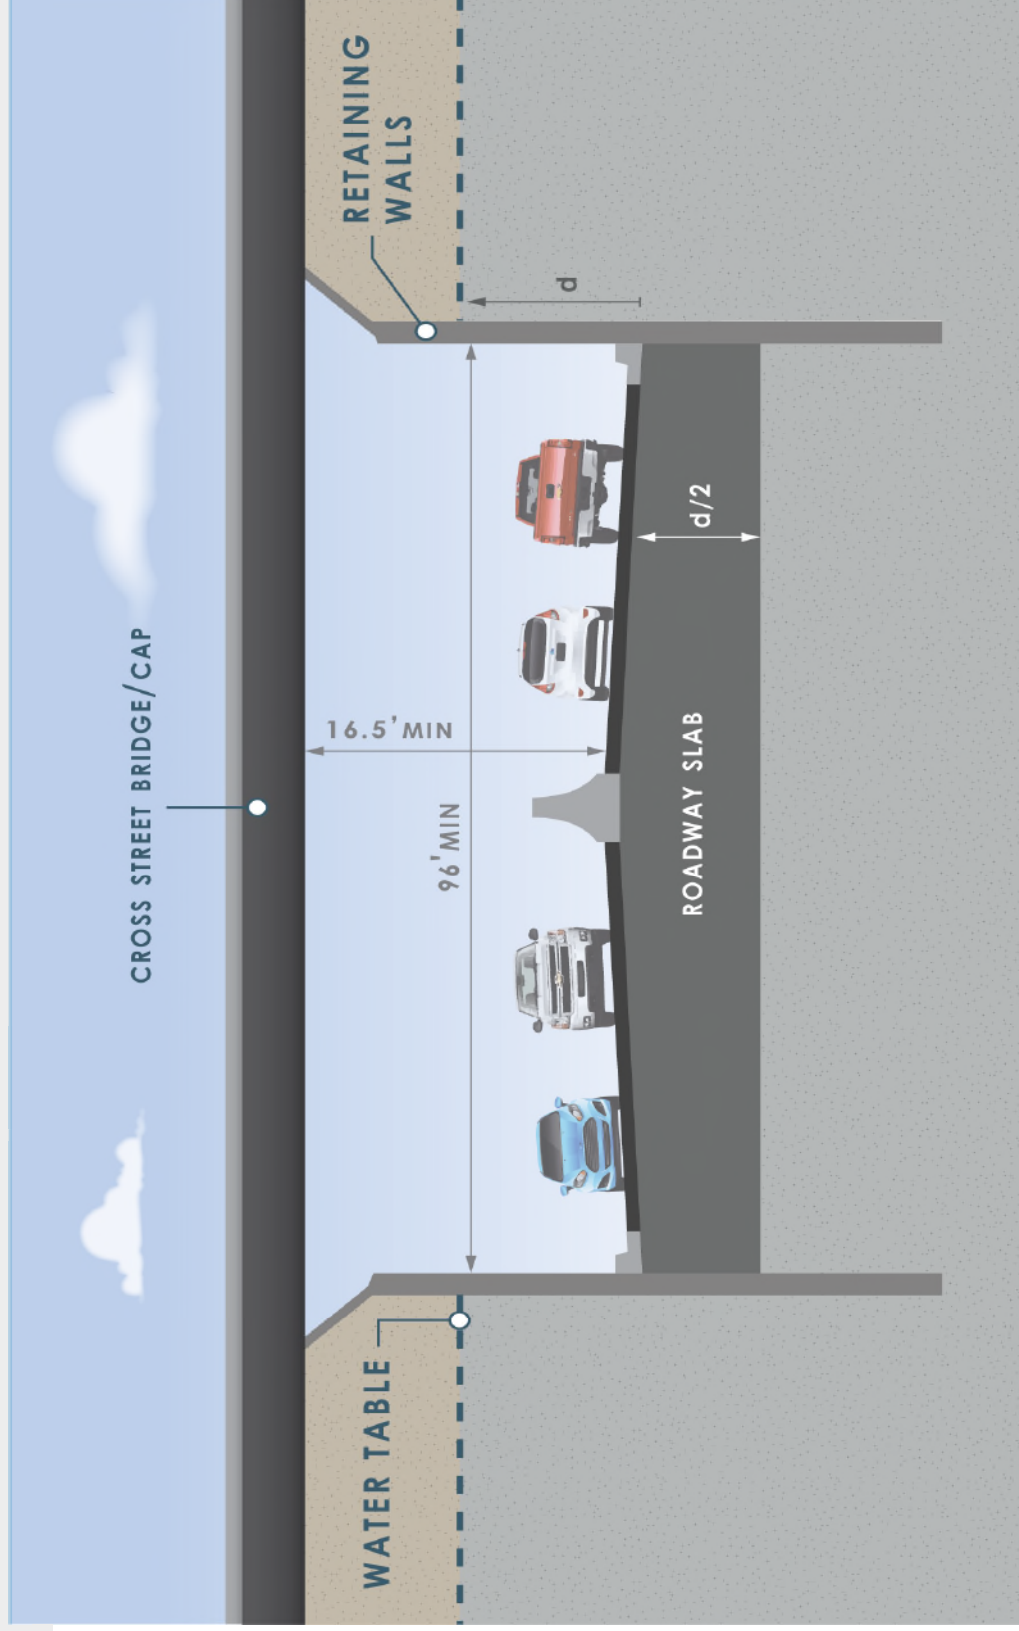 CROSS STREET BRIDGE/CAP
RETAINING
WALLS
WATER TABLE
16.5'MIN
96'MIN
d
d/2
ROADWAY SLAB